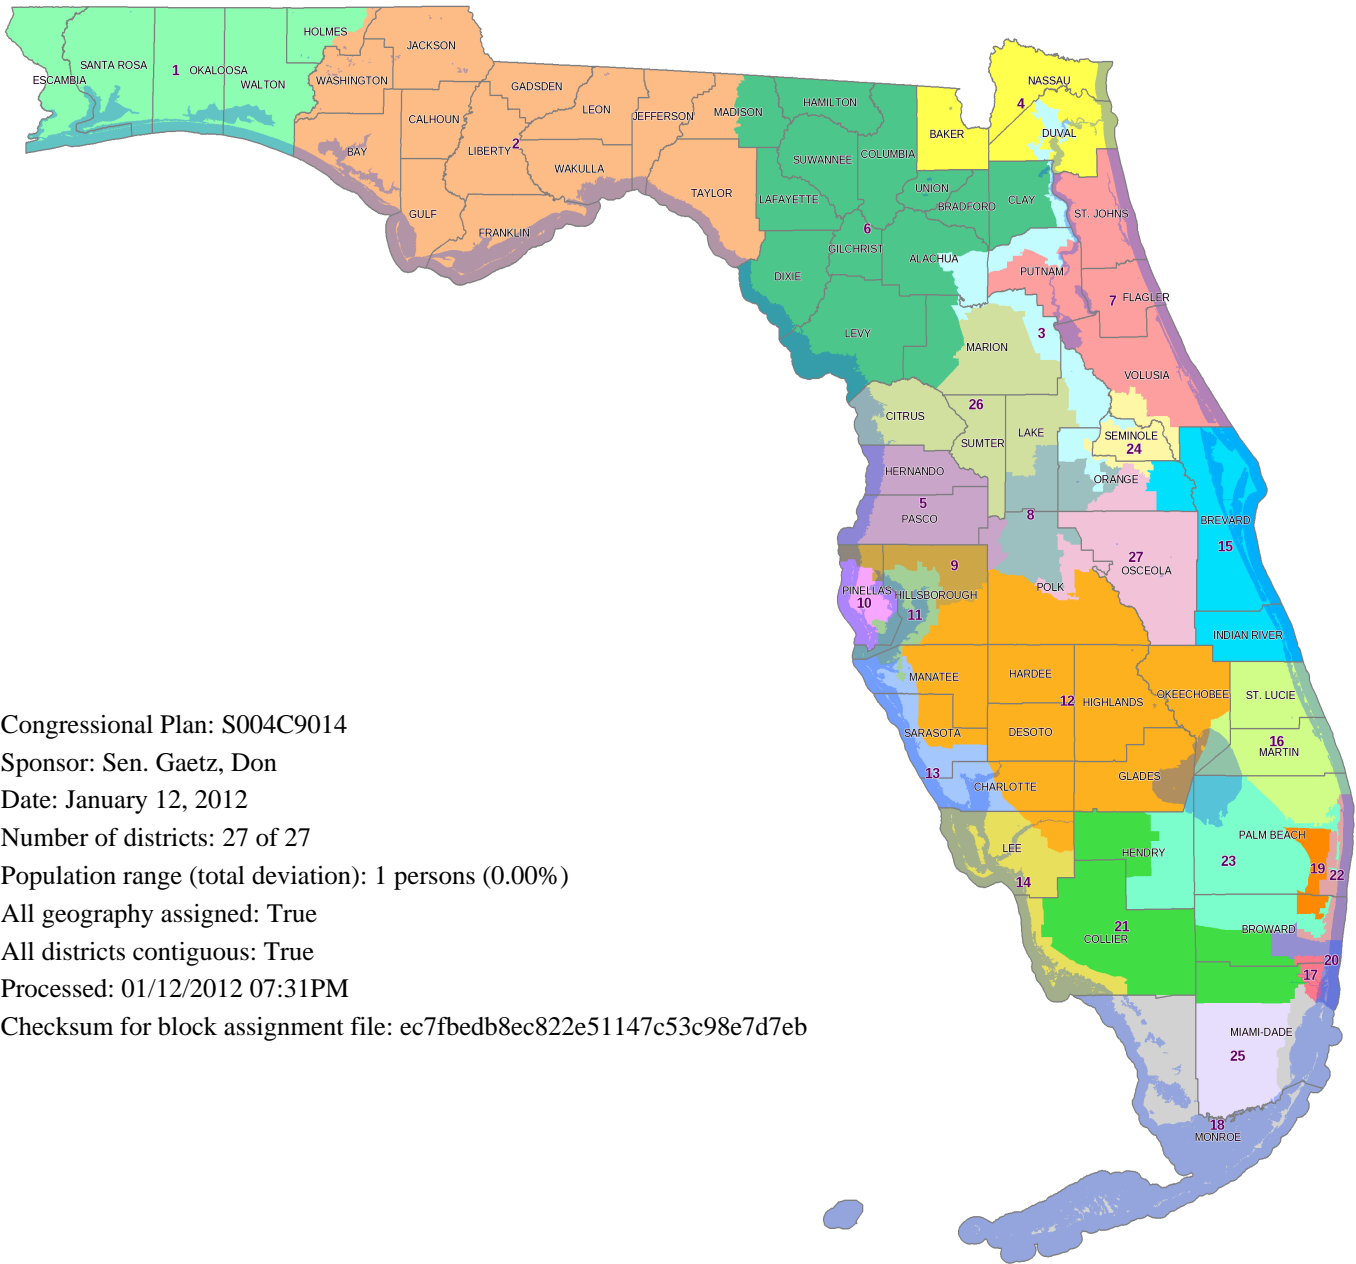 HOLMES
JACKSON
SANTA ROSA
1
OKALOOSA
ESCAMBIA
WALTON
WASHINGTON
GADSDEN
LEON
JEFFERSON
MADISON
CALHOUN
LIBERTY
2
BAY
WAKULLA
TAYLOR
GULF
FRANKLIN
HAMILTON
SUWANNEE
COLUMBIA
BAKER
NASSAU
4
DUVAL
LAFAYETTE
UNION
BRADFORD
CLAY
ST. JOHNS
6
GILCHRIST
ALACHUA
DIXIE
PUTNAM
7
FLAGLER
LEVY
3
MARION
VOLUSIA
26
CITRUS
SUMTER
LAKE
SEMINOLE
24
HERNANDO
ORANGE
5
PASCO
8
BREVARD
15
9
27
OSCEOLA
PINELLAS
10
HILLSBOROUGH
11
POLK
INDIAN RIVER
MANATEE
HARDEE
12
HIGHLANDS
OKEECHOBEE
ST. LUCIE
SARASOTA
DESOTO
16
MARTIN
13
CHARLOTTE
GLADES
LEE
HENDRY
PALM BEACH
23
19
22
14
21
COLLIER
BROWARD
20
17
MIAMI-DADE
25
18
MONROE
Congressional Plan: S004C9014
Sponsor: Sen. Gaetz, Don
Date: January 12, 2012
Number of districts: 27 of 27
Population range (total deviation): 1 persons (0.00%)
All geography assigned: True
All districts contiguous: True
Processed: 01/12/2012 07:31PM
Checksum for block assignment file: ec7fbedb8ec822e51147c53c98e7d7eb